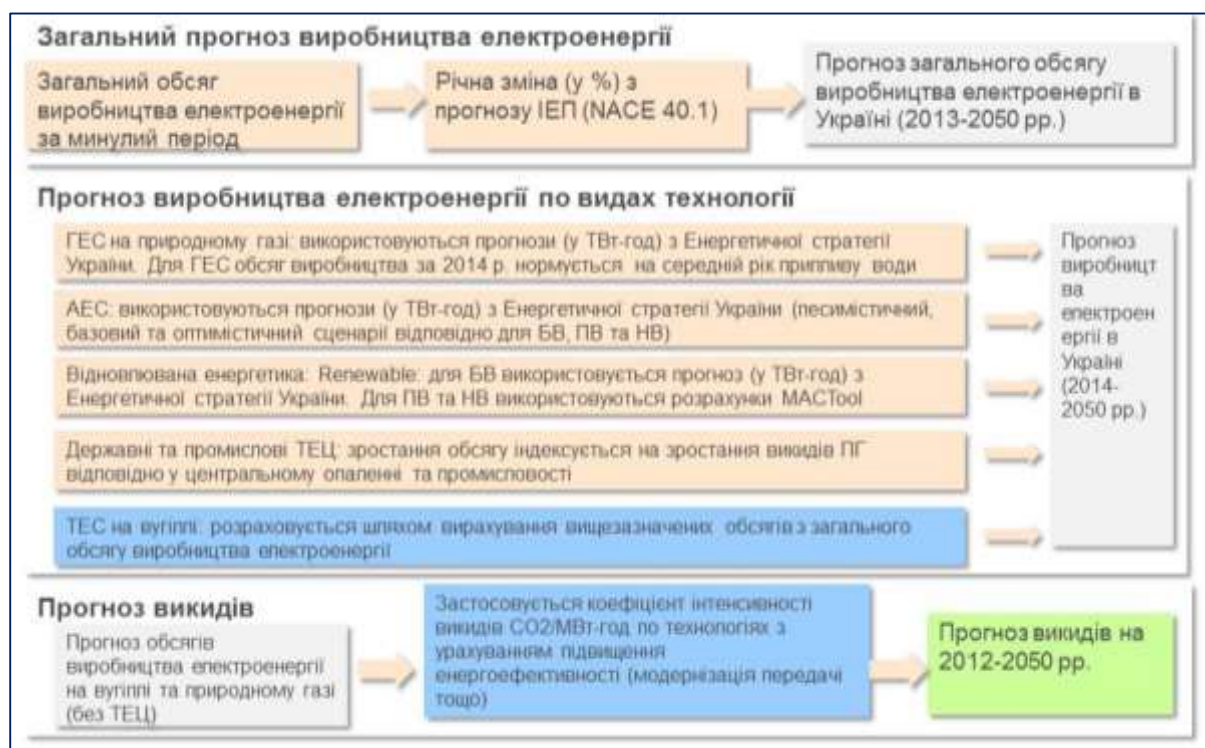 Загальний прогноз виробництва електроенергії
Загальний обсяг
виробництва електроенергії
за минулий період
Річна зміна (у %) з
прогнозу ІЕП (NACE 40.1)
Прогноз загального обсягу
виробництва електроенергії в
Україні (2013-2050 рр.)
Прогноз виробництва електроенергії по видах технології
ГЕС на природному газі: використовуються прогнози (у ТВт-год) з Енергетичної стратегії
України. Для ГЕС обсяг виробництва за 2014 р. нормується на середній рік припливу води
АЕС: використовуються прогнози (у ТВт-год) з Енергетичної стратегії України (песимістичний,
базовий та оптимістичний сценарії відповідно для БВ, ПВ та НВ)
Відновлювана енергетика: Renewable: для БВ використовується прогноз (у ТВт-год) з
Енергетичної стратегії України. Для ПВ та НВ використовуються розрахунки MACTool
Державні та промислові ТЕЦ: зростання обсягу індексується на зростання викидів ПГ
відповідно у центральному опаленні та промисловості
ТЕС на вугіллі: розраховується шляхом вирахування вищезазначених обсягів з загального
обсягу виробництва електроенергії
Прогноз
виробницт
ва
електроен
ергії в
Україні
(2014-
2050 рр.)
Прогноз викидів
Прогноз обсягів
виробництва електроенергії
на вугіллі та природному газі
(без ТЕЦ)
Застосовується коефіцієнт інтенсивності
викидів CO2/МВт-год по технологіях з
урахуванням підвищення
енергоефективності (модернізація передачі
тощо)
Прогноз викидів на
2012-2050 рр.